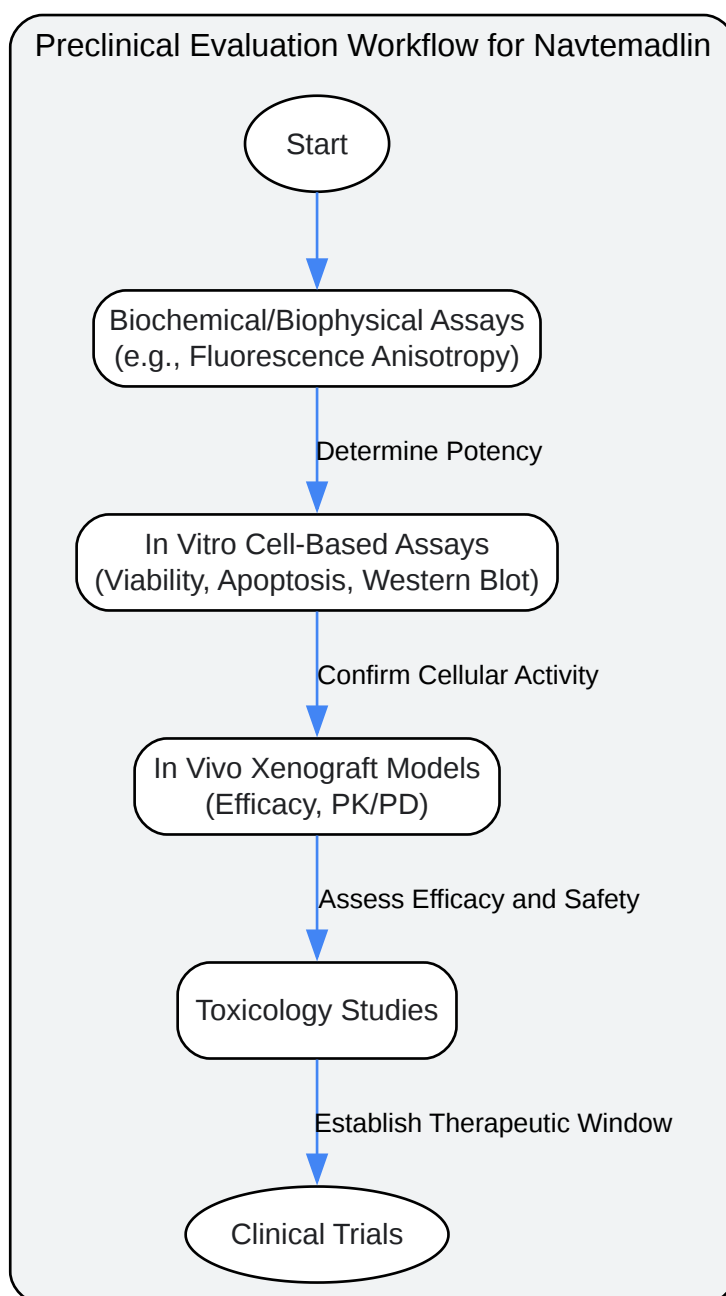 Preclinical Evaluation Workflow for Navtemadlin
Start
Biochemical/Biophysical Assays
(e.g., Fluorescence Anisotropy)
Determine Potency
In Vitro Cell-Based Assays
(Viability, Apoptosis, Western Blot)
Confirm Cellular Activity
In Vivo Xenograft Models
(Efficacy, PK/PD)
Assess Efficacy and Safety
Toxicology Studies
Establish Therapeutic Window
Clinical Trials